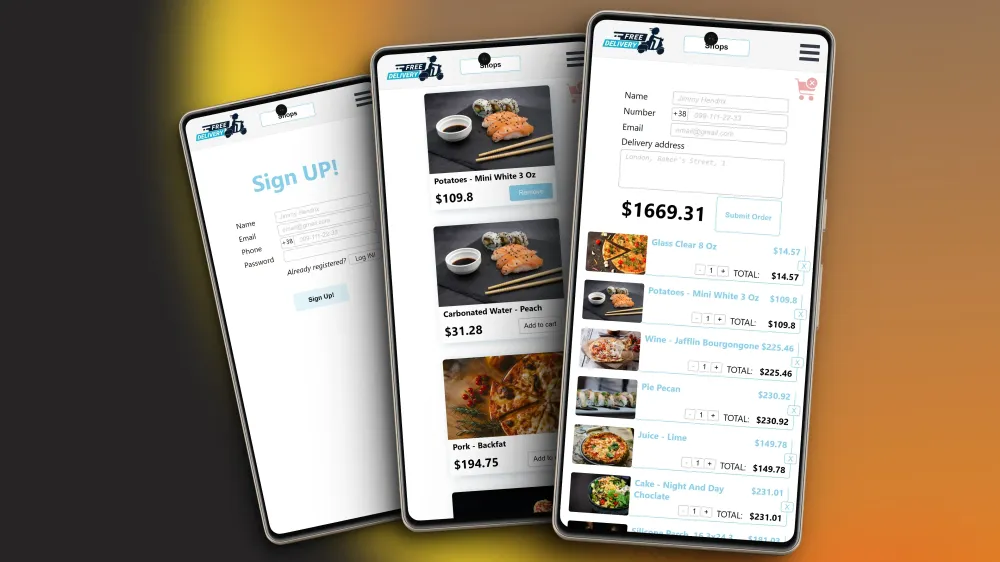 FREE
DELIVERY
Shops
Sign UP!
Name
Jimmy Hendrix
Email
email@gmail.com
Phone
+38
099-111-22-33
Password
Already registered?
Log IN!
Sign Up!
FREE
DELIVERY
Shops
Potatoes - Mini White 3 Oz
$109.8
Remove
Carbonated Water - Peach
$31.28
Add to cart
Pork - Backfat
$194.75
Add to
FREE
DELIVERY
Shops
X
Name
Jimmy Hendrix
Number
+38
099-111-22-33
Email
email@gmail.com
Delivery address
London, Baker's Street, 1
$1669.31
Submit Order
Glass Clear 8 Oz
$14.57
X
- 1 +
TOTAL:
$14.57
Potatoes - Mini White 3 Oz
$109.8
X
- 1 +
TOTAL:
$109.8
Wine - Jafflin Bourgongone
$225.46
X
- 1 +
TOTAL:
$225.46
Pie Pecan
$230.92
X
- 1 +
TOTAL:
$230.92
Juice - Lime
$149.78
X
- 1 +
TOTAL:
$149.78
Cake - Night And Day
Choclate
$231.01
X
- 1 +
TOTAL:
$231.01